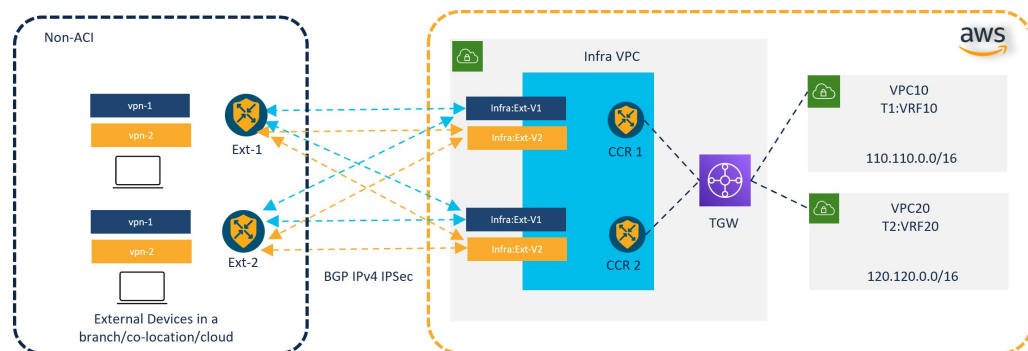 Non-ACI
vpn-1
vpn-2
Ext-1
vpn-1
vpn-2
Ext-2
External Devices in a
branch/co-location/cloud
BGP IPv4 IPSec
aws
Infra VPC
Infra:Ext-V1
Infra:Ext-V2
CCR 1
Infra:Ext-V1
Infra:Ext-V2
CCR 2
TGW
VPC10
T1:VRF10
110.110.0.0/16
VPC20
T2:VRF20
120.120.0.0/16